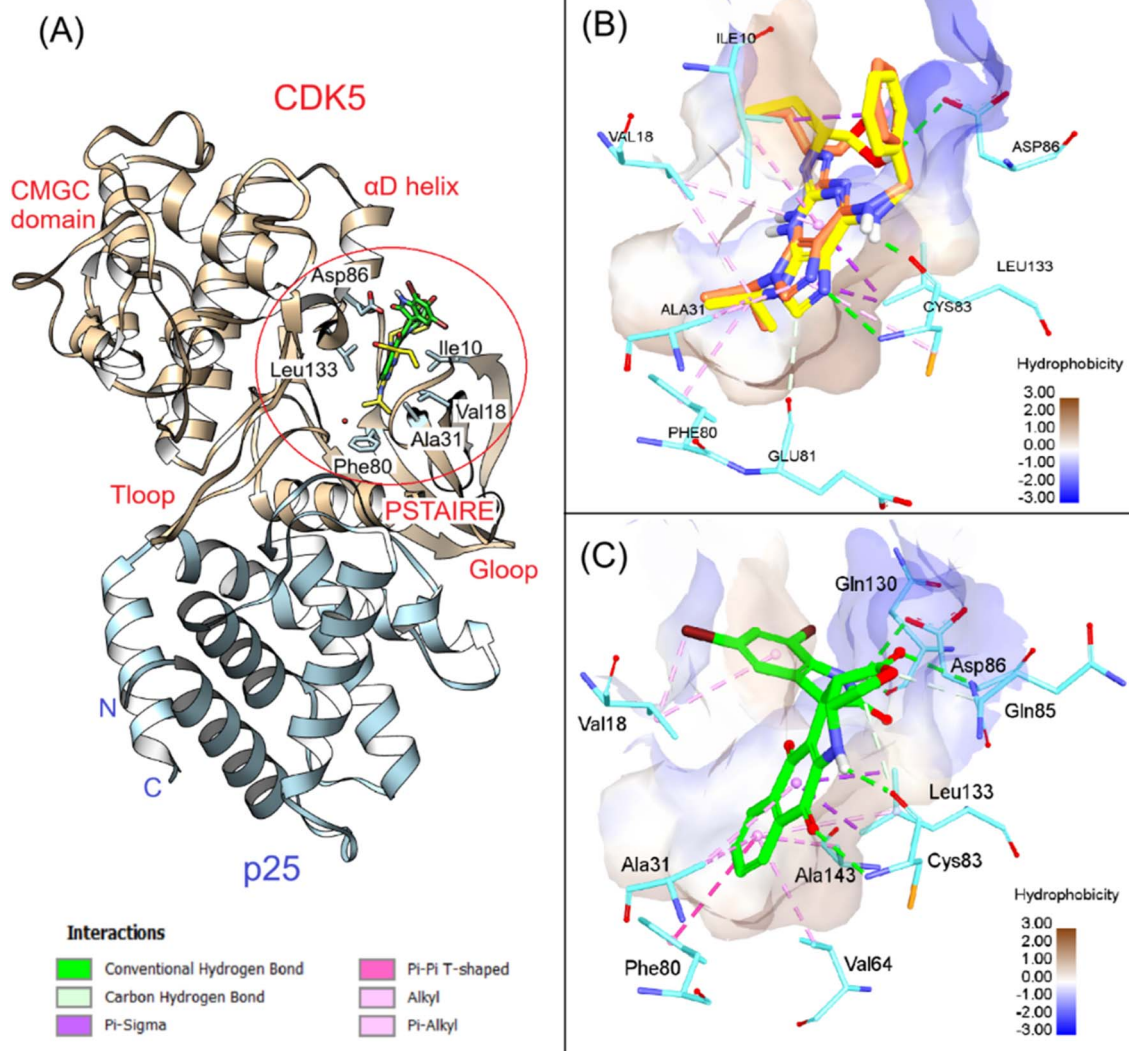 (A)
CDK5
CMGC
domain
αD helix
Asp86
Leu133
Ile10
Val18
Ala31
Phe80
Tloop
PSTAIRE
Gloop
N
C
p25
Interactions
Conventional Hydrogen Bond
Carbon Hydrogen Bond
Pi-Sigma
Pi-Pi T-shaped
Alkyl
Pi-Alkyl
(B)
ILE10
VAL18
ASP86
LEU133
CYS83
ALA31
PHE80
GLU81
Hydrophobicity
3.00
2.00
1.00
0.00
-1.00
-2.00
-3.00
(C)
Gln130
Asp86
Gln85
Val18
Leu133
Cys83
Ala31
Ala143
Phe80
Val64
Hydrophobicity
3.00
2.00
1.00
0.00
-1.00
-2.00
-3.00